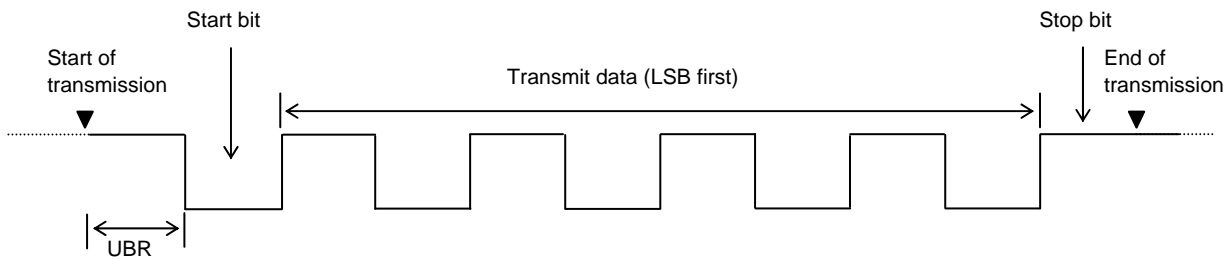 Start bit
Stop bit
Start of
transmission
End of
transmission
Transmit data (LSB first)
UBR